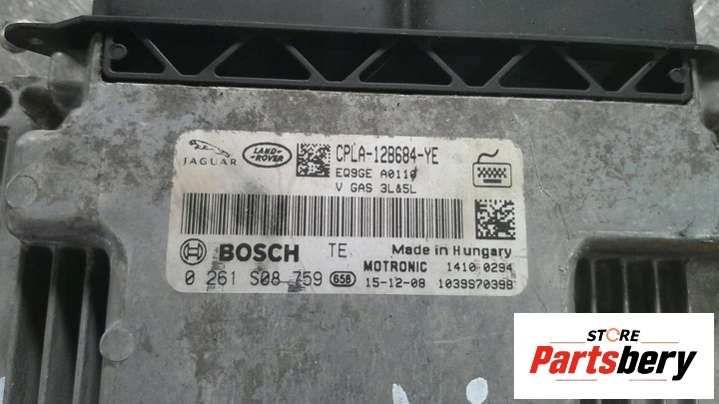 JAGUAR
LAND-
ROVER
CPLA-12B684-YE
EQ9GE A0110
V GAS 3L&5L
BOSCH TE. Made in Hungary
MOTRONIC 1410 0294
0 261 S08 759 658 15-12-08 1039S70398
STORE
Partsbery